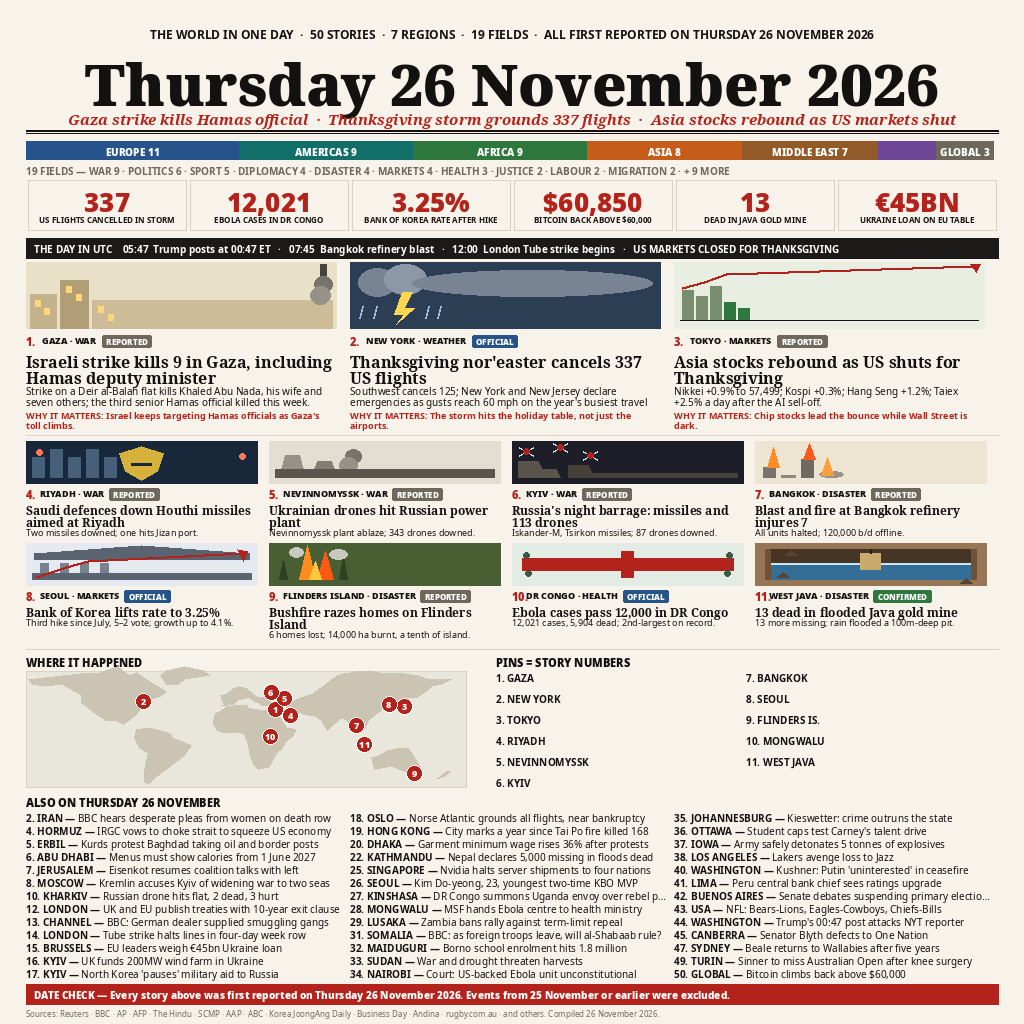 THE WORLD IN ONE DAY · 50 STORIES · 7 REGIONS · 19 FIELDS · ALL FIRST REPORTED ON THURSDAY 26 NOVEMBER 2026
Thursday 26 November 2026
Gaza strike kills Hamas official · Thanksgiving storm grounds 337 flights · Asia stocks rebound as US markets shut
EUROPE 11 AMERICAS 9 AFRICA 9 ASIA 8 MIDDLE EAST 7 GLOBAL 3
19 FIELDS — WAR 9 · POLITICS 6 · SPORT 5 · DIPLOMACY 4 · DISASTER 4 · MARKETS 4 · HEALTH 3 · JUSTICE 2 · LABOUR 2 · MIGRATION 2 · + 9 MORE
337
US FLIGHTS CANCELLED IN STORM
12,021
EBOLA CASES IN DR CONGO
3.25%
BANK OF KOREA RATE AFTER HIKE
$60,850
BITCOIN BACK ABOVE $60,000
13
DEAD IN JAVA GOLD MINE
€45BN
UKRAINE LOAN ON EU TABLE
THE DAY IN UTC 05:47 Trump posts at 00:47 ET · 07:45 Bangkok refinery blast · 12:00 London Tube strike begins · US MARKETS CLOSED FOR THANKSGIVING
1. GAZA · WAR REPORTED
Israeli strike kills 9 in Gaza, including
Hamas deputy minister
Strike on a Deir al-Balah flat kills Khaled Abu Nada, his wife and
seven others; the third senior Hamas official killed this week.
WHY IT MATTERS: Israel keeps targeting Hamas officials as Gaza's
toll climbs.
2. NEW YORK · WEATHER OFFICIAL
Thanksgiving nor'easter cancels 337
US flights
Southwest cancels 125; New York and New Jersey declare
emergencies as gusts reach 60 mph on the year's busiest travel
WHY IT MATTERS: The storm hits the holiday table, not just the
airports.
3. TOKYO · MARKETS REPORTED
Asia stocks rebound as US shuts for
Thanksgiving
Nikkei +0.9% to 57,499; Kospi +0.3%; Hang Seng +1.2%; Taiex
+2.5% a day after the AI sell-off.
WHY IT MATTERS: Chip stocks lead the bounce while Wall Street is
dark.
4. RIYADH · WAR REPORTED
Saudi defences down Houthi missiles
aimed at Riyadh
Two missiles downed; one hits Jizan port.
5. NEVINNOMYSSK · WAR REPORTED
Ukrainian drones hit Russian power
plant
Nevinnomyssk plant ablaze; 343 drones downed.
6. KYIV · WAR REPORTED
Russia's night barrage: missiles and
113 drones
Iskander-M, Tsirkon missiles; 87 drones downed.
7. BANGKOK · DISASTER REPORTED
Blast and fire at Bangkok refinery
injures 7
All units halted; 120,000 b/d offline.
8. SEOUL · MARKETS OFFICIAL
Bank of Korea lifts rate to 3.25%
Third hike since July, 5–2 vote; growth up to 4.1%.
9. FLINDERS ISLAND · DISASTER REPORTED
Bushfire razes homes on Flinders
Island
6 homes lost; 14,000 ha burnt, a tenth of island.
10. DR CONGO · HEALTH OFFICIAL
Ebola cases pass 12,000 in DR Congo
12,021 cases, 5,904 dead; 2nd-largest on record.
11. WEST JAVA · DISASTER CONFIRMED
13 dead in flooded Java gold mine
13 more missing; rain flooded a 100m-deep pit.
WHERE IT HAPPENED
2 6 5 1 4 8 3 7 10 11 9
PINS = STORY NUMBERS
1. GAZA
2. NEW YORK
3. TOKYO
4. RIYADH
5. NEVINNOMYSSK
6. KYIV
7. BANGKOK
8. SEOUL
9. FLINDERS IS.
10. MONGWALU
11. WEST JAVA
ALSO ON THURSDAY 26 NOVEMBER
2. IRAN — BBC hears desperate pleas from women on death row
4. HORMUZ — IRGC vows to choke strait to squeeze US economy
5. ERBIL — Kurds protest Baghdad taking oil and border posts
6. ABU DHABI — Menus must show calories from 1 June 2027
7. JERUSALEM — Eisenkot resumes coalition talks with left
8. MOSCOW — Kremlin accuses Kyiv of widening war to two seas
10. KHARKIV — Russian drone hits flat, 2 dead, 3 hurt
12. LONDON — UK and EU publish treaties with 10-year exit clause
13. CHANNEL — BBC: German dealer supplied smuggling gangs
14. LONDON — Tube strike halts lines in four-day week row
15. BRUSSELS — EU leaders weigh €45bn Ukraine loan
16. KYIV — UK funds 200MW wind farm in Ukraine
17. KYIV — North Korea 'pauses' military aid to Russia
18. OSLO — Norse Atlantic grounds all flights, near bankruptcy
19. HONG KONG — City marks a year since Tai Po fire killed 168
20. DHAKA — Garment minimum wage rises 36% after protests
22. KATHMANDU — Nepal declares 5,000 missing in floods dead
25. SINGAPORE — Nvidia halts server shipments to four nations
26. SEOUL — Kim Do-yeong, 23, youngest two-time KBO MVP
27. KINSHASA — DR Congo summons Uganda envoy over rebel p...
28. MONGWALU — MSF hands Ebola centre to health ministry
29. LUSAKA — Zambia bans rally against term-limit repeal
31. SOMALIA — BBC: as foreign troops leave, will al-Shabaab rule?
32. MAIDUGURI — Borno school enrolment hits 1.8 million
33. SUDAN — War and drought threaten harvests
34. NAIROBI — Court: US-backed Ebola unit unconstitutional
35. JOHANNESBURG — Kieswetter: crime outruns the state
36. OTTAWA — Student caps test Carney's talent drive
37. IOWA — Army safely detonates 5 tonnes of explosives
38. LOS ANGELES — Lakers avenge loss to Jazz
40. WASHINGTON — Kushner: Putin 'uninterested' in ceasefire
41. LIMA — Peru central bank chief sees ratings upgrade
42. BUENOS AIRES — Senate debates suspending primary electio...
43. USA — NFL: Bears-Lions, Eagles-Cowboys, Chiefs-Bills
44. WASHINGTON — Trump's 00:47 post attacks NYT reporter
45. CANBERRA — Senator Blyth defects to One Nation
47. SYDNEY — Beale returns to Wallabies after five years
49. TURIN — Sinner to miss Australian Open after knee surgery
50. GLOBAL — Bitcoin climbs back above $60,000
DATE CHECK — Every story above was first reported on Thursday 26 November 2026. Events from 25 November or earlier were excluded.
Sources: Reuters · BBC · AP · AFP · The Hindu · SCMP · AAP · ABC · Korea JoongAng Daily · Business Day · Andina · rugby.com.au · and others. Compiled 26 November 2026.